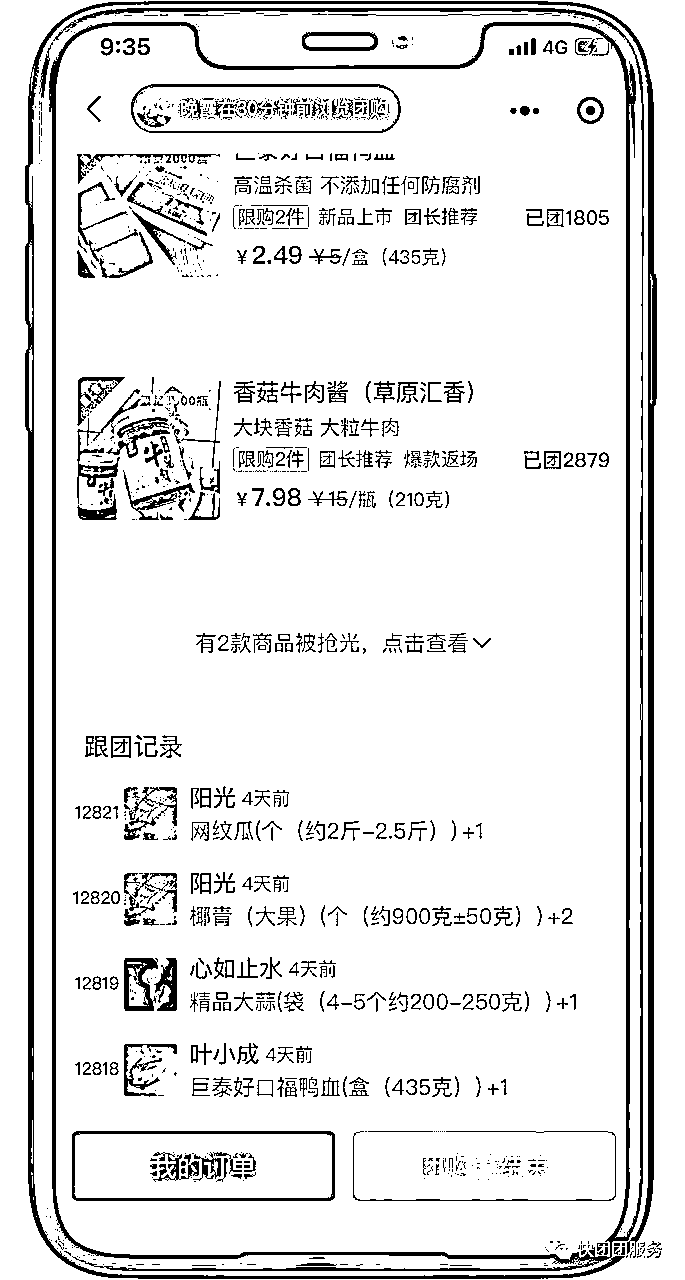 9:35
4G
晚霞在30分钟前浏览团购
巨泰好口福鸭血
高温杀菌 不添加任何防腐剂
限购2件 新品上市 团长推荐 已团1805
¥2.49 ¥5/盒（435克）
香菇牛肉酱（草原汇香）
大块香菇 大粒牛肉
限购2件 团长推荐 爆款返场 已团2879
¥7.98 ¥15/瓶（210克）
有2款商品被抢光，点击查看
跟团记录
12821 阳光 4天前
网纹瓜(个（约2斤-2.5斤）)+1
12820 阳光 4天前
椰青（大果）(个（约900克±50克）)+2
12819 心如止水 4天前
精品大蒜(袋（4-5个约200-250克）)+1
12818 叶小成 4天前
巨泰好口福鸭血(盒（435克）)+1
我的订单
团购已结束
快团团服务